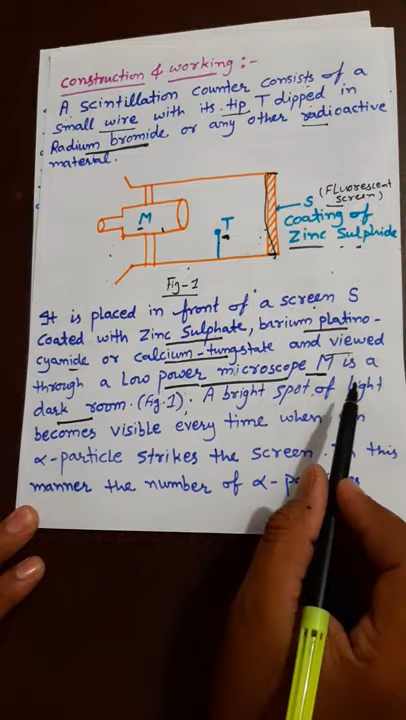 Construction & working :-
A scintillation counter consists of a
small wire with its tip T dipped in
Radium bromide or any other radioactive
material.
M
T
S (Fluorescent
screen)
coating of
Zinc Sulphide
Fig-1
It is placed in front of a screen S
coated with Zinc Sulphate, barium platino-
cyamide or calcium-tungstate and viewed
through a Low power microscope M is a
dark room. (Fig.1). A bright spot of light
becomes visible every time when
α-particle strikes the screen. this
manner the number of α-